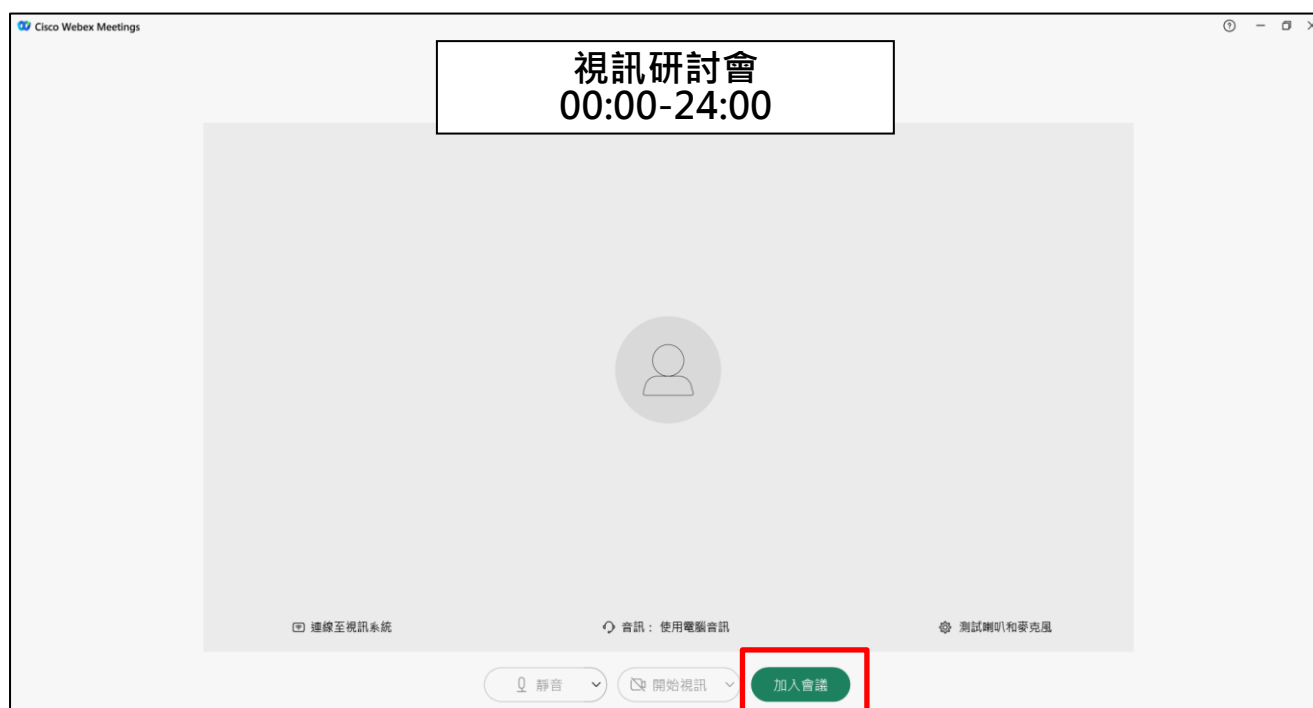 Cisco Webex Meetings
視訊研討會
00:00-24:00
連線至視訊系統
音訊： 使用電腦音訊
測試喇叭和麥克風
靜音
開始視訊
加入會議